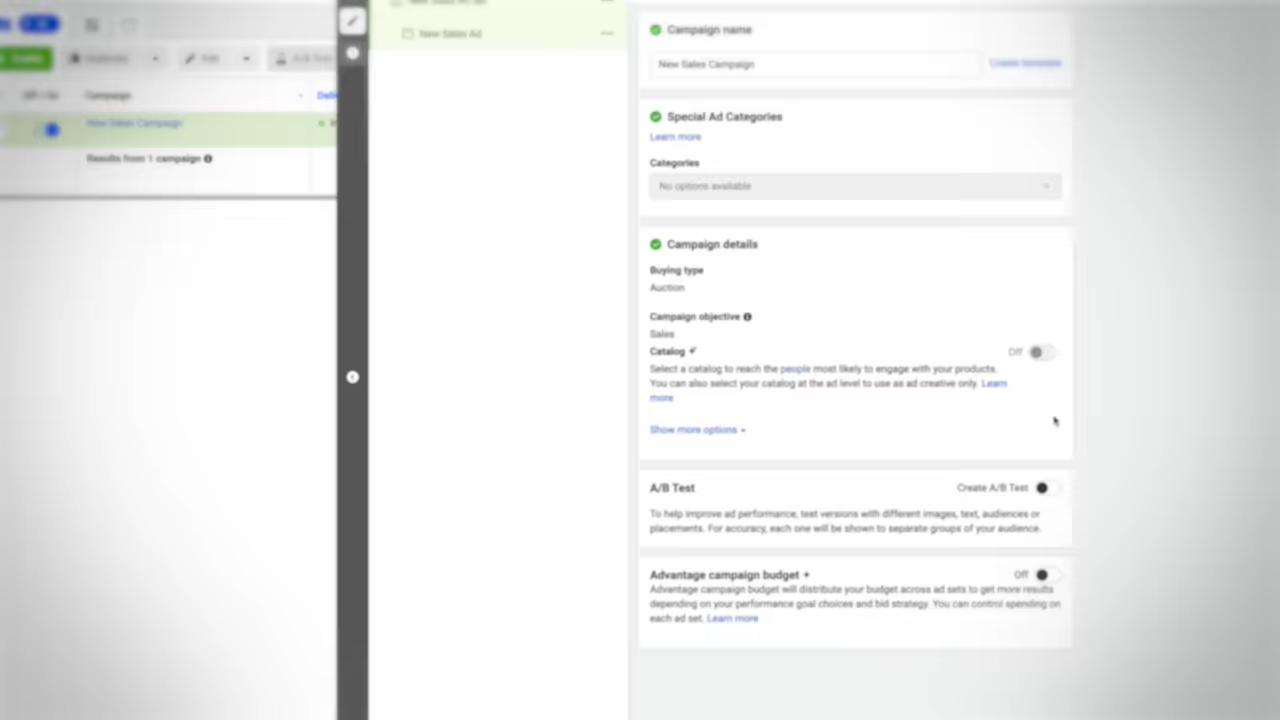 Campaign
New Sales Campaign
Results from 1 campaign
New Sales Ad
Campaign name
New Sales Campaign
Create template
Special Ad Categories
Learn more
Categories
No options available
Campaign details
Buying type
Auction
Campaign objective
Sales
Catalog
Off
Select a catalog to reach the people most likely to engage with your products.
You can also select your catalog at the ad level to use as ad creative only. Learn
more
Show more options
A/B Test
Create A/B Test
To help improve ad performance, test versions with different images, text, audiences or
placements. For accuracy, each one will be shown to separate groups of your audience.
Advantage campaign budget +
Off
Advantage campaign budget will distribute your budget across ad sets to get more results
depending on your performance goal choices and bid strategy. You can control spending on
each ad set. Learn more